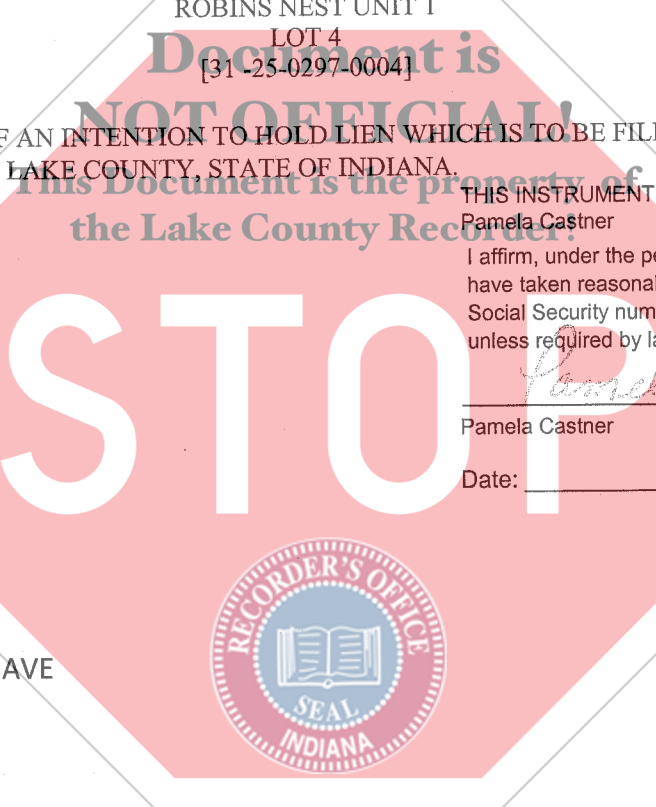 ROBINS NEST UNIT I
LOT 4
[31 -25-0297-0004]
Document is
NOT OFFICIAL!
F AN INTENTION TO HOLD LIEN WHICH IS TO BE FILE
LAKE COUNTY, STATE OF INDIANA.
This Document is the property of
the Lake County Recorder!
THIS INSTRUMENT
Pamela Castner
I affirm, under the pe
have taken reasonal
Social Security num
unless required by la
STOP
Pamela Castner
Date:
RECORDER'S OFFICE
SEAL
INDIANA
AVE